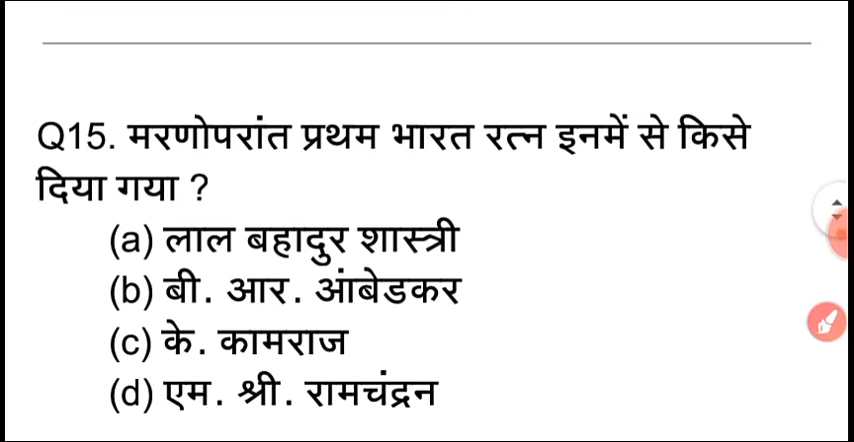 Q15. मरणोपरांत प्रथम भारत रत्न इनमें से किसे
दिया गया ?
(a) लाल बहादुर शास्त्री
(b) बी. आर. आंबेडकर
(c) के. कामराज
(d) एम. श्री. रामचंद्रन